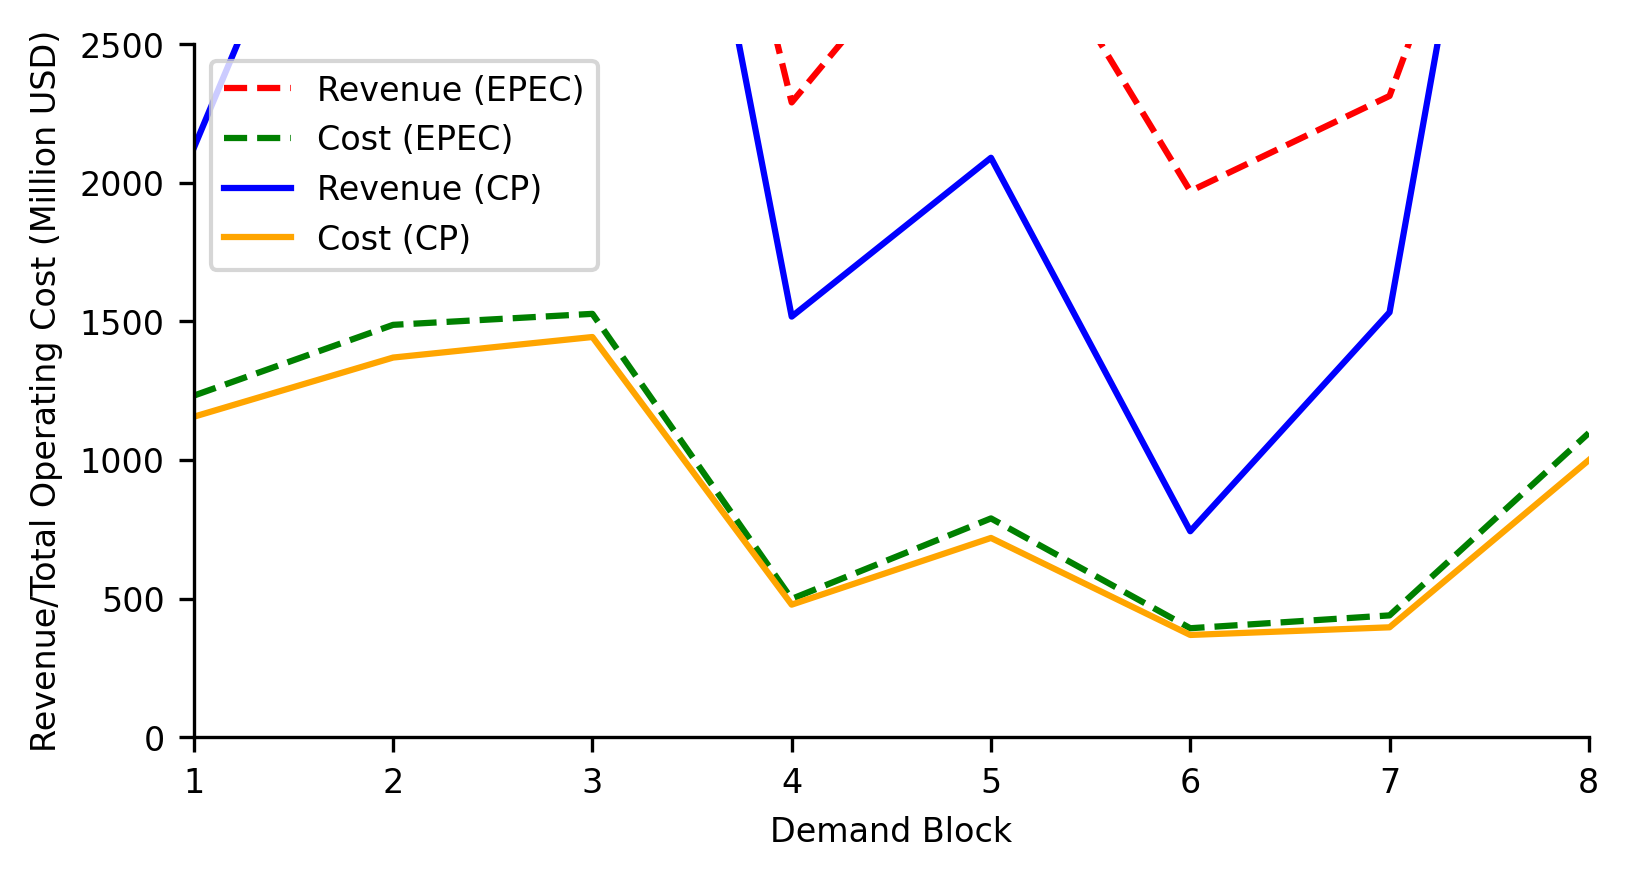 Revenue/Total Operating Cost (Million USD)
2500
2000
1500
1000
500
0
Revenue (EPEC)
Cost (EPEC)
Revenue (CP)
Cost (CP)
1 2 3 4 5 6 7 8
Demand Block